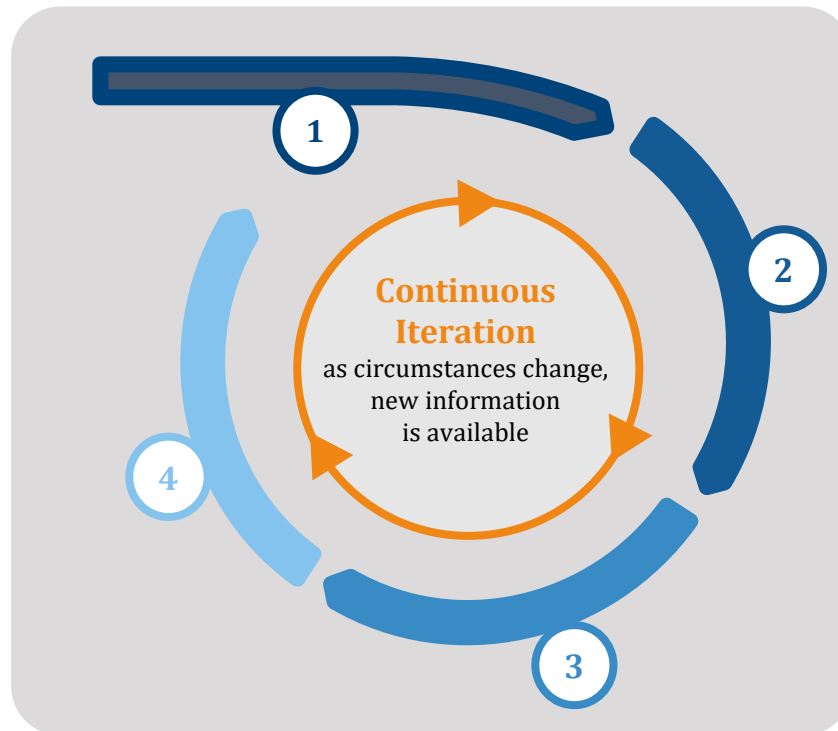 1
2
Continuous
Iteration
as circumstances change,
new information
is available
4
3